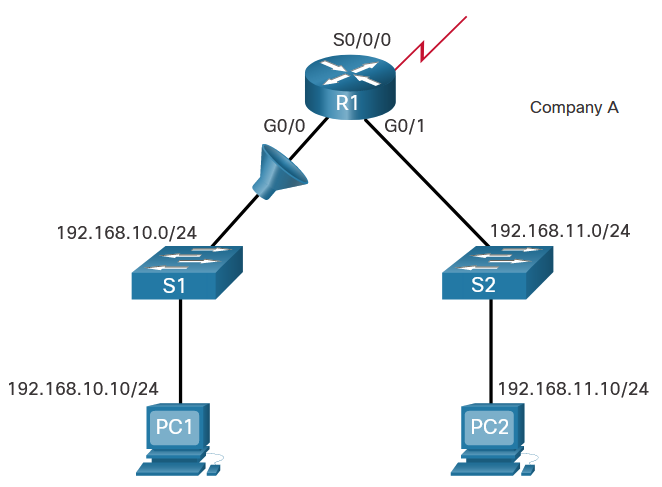 S0/0/0
R1
Company A
G0/0
G0/1
192.168.10.0/24
192.168.11.0/24
S1
S2
192.168.10.10/24
192.168.11.10/24
PC1
PC2